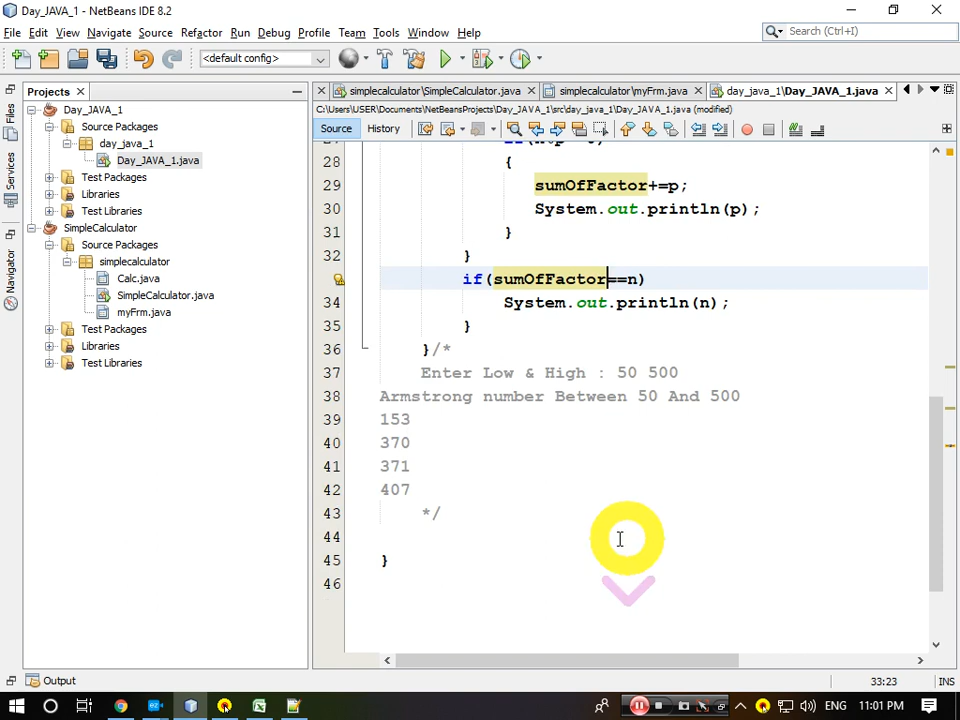 Day_JAVA_1 - NetBeans IDE 8.2
File Edit View Navigate Source Refactor Run Debug Profile Team Tools Window Help
Search (Ctrl+I)
<default config>
Projects
simplecalculator\SimpleCalculator.java
simplecalculator\myFrm.java
day_java_1\Day_JAVA_1.java
C:\Users\USER\Documents\NetBeansProjects\Day_JAVA_1\src\day_java_1\Day_JAVA_1.java (modified)
Source History
Files
Services
Navigator
Day_JAVA_1
Source Packages
day_java_1
Day_JAVA_1.java
Test Packages
Libraries
Test Libraries
SimpleCalculator
Source Packages
simplecalculator
Calc.java
SimpleCalculator.java
myFrm.java
Test Packages
Libraries
Test Libraries
28 {
29 sumOfFactor+=p;
30 System.out.println(p);
31 }
32 }
if(sumOfFactor==n)
34 System.out.println(n);
35 }
36 }/*
37 Enter Low & High : 50 500
38 Armstrong number Between 50 And 500
39 153
40 370
41 371
42 407
43 */
44
45 }
46
Output
33:23 INS
ENG 11:01 PM